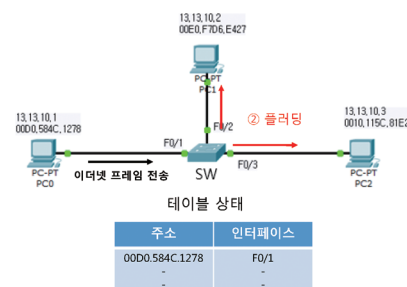 13,13,10,2
00E0,F7D6,E427
PC-PT
PC1
13,13,10,3
0010,115C,81E2
② 플러딩
13,13,10,1
00D0,584C,1278
F0/2
F0/1
F0/3
PC-PT
PC0
이더넷 프레임 전송
SW
PC-PT
PC2
테이블 상태
주소 인터페이스
00D0.584C.1278 F0/1
- -
- -